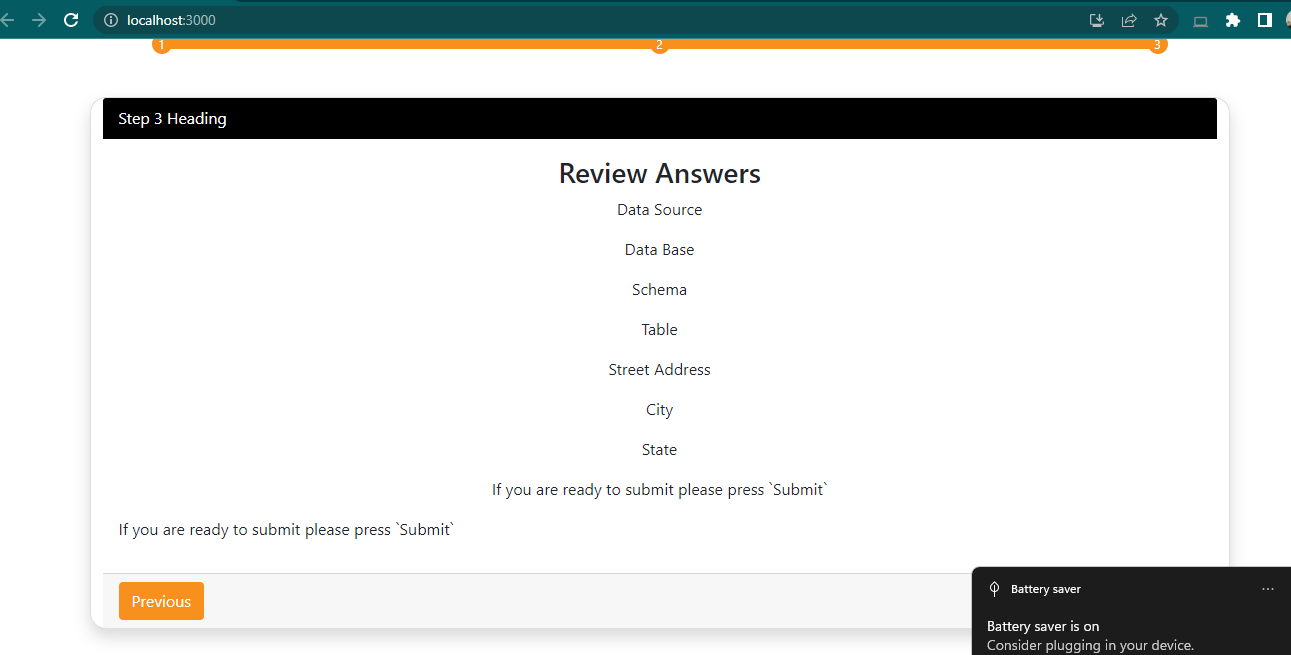 localhost:3000
1 2 3
Step 3 Heading
Review Answers
Data Source
Data Base
Schema
Table
Street Address
City
State
If you are ready to submit please press `Submit`
If you are ready to submit please press `Submit`
Previous
Battery saver
Battery saver is on
Consider plugging in your device.